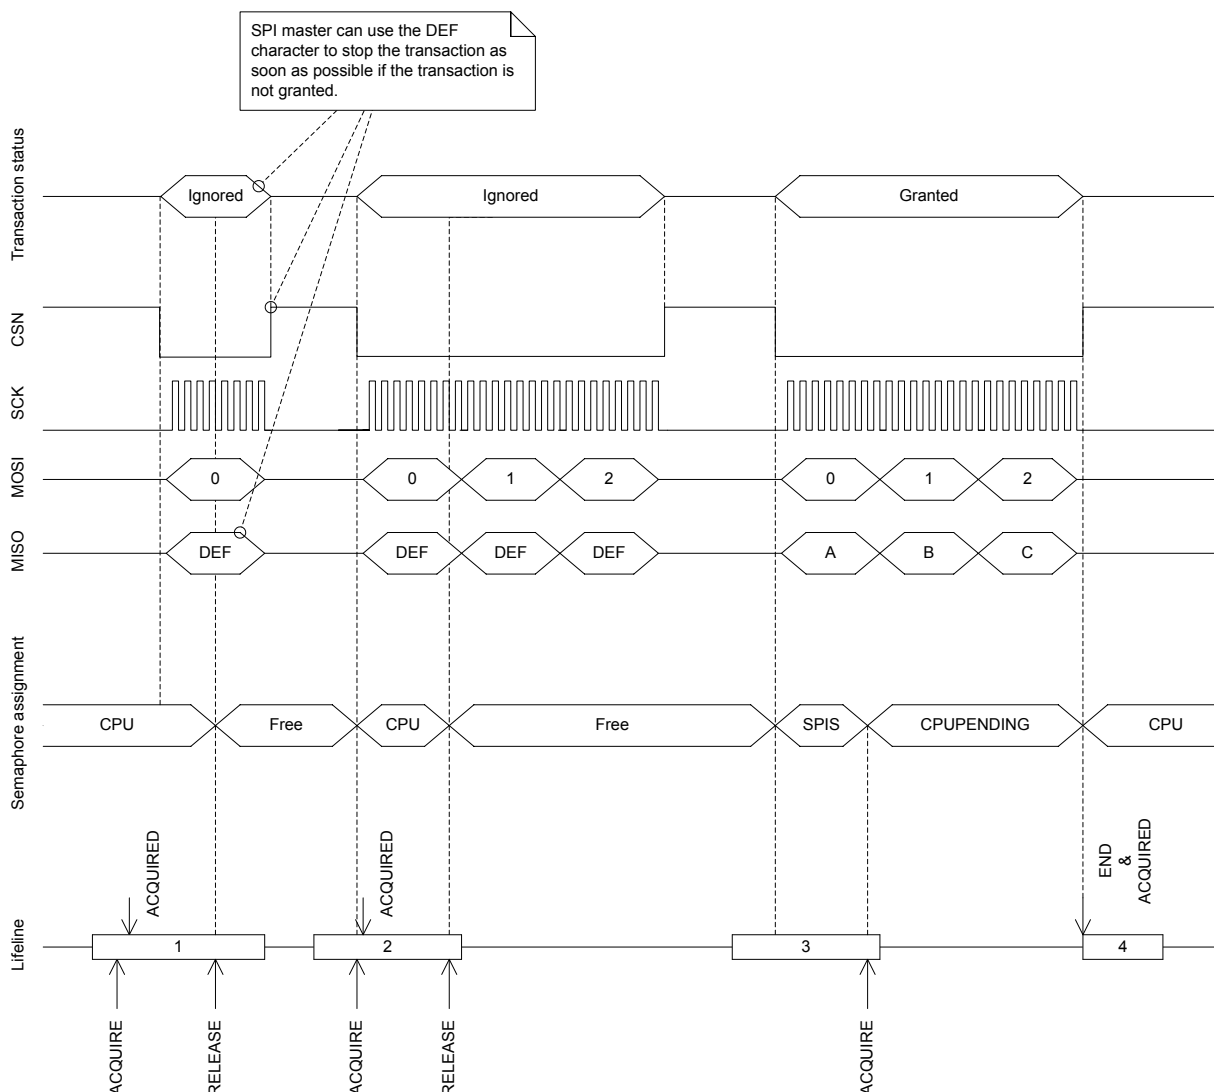 SPI master can use the DEF
character to stop the transaction as
soon as possible if the transaction is
not granted.
Transaction status
Ignored
Ignored
Granted
CSN
SCK
MOSI
0
0
1
2
0
1
2
MISO
DEF
DEF
DEF
DEF
A
B
C
Semaphore assignment
CPU
Free
CPU
Free
SPIS
CPUPENDING
CPU
ACQUIRED
ACQUIRED
END
&
ACQUIRED
Lifeline
1
2
3
4
ACQUIRE
RELEASE
ACQUIRE
RELEASE
ACQUIRE